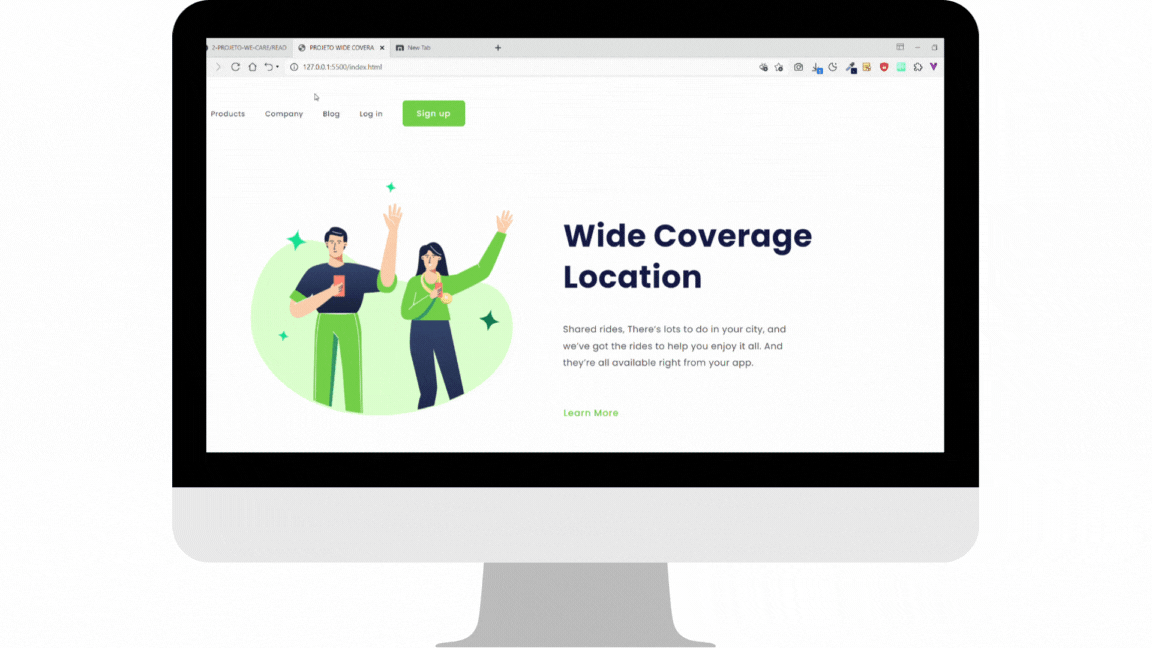 2-PROJETO-WE-CARE/READ
PROJETO WIDE COVERA
New Tab
127.0.0.1:5500/index.html
Products Company Blog Log in Sign up
Wide Coverage
Location
Shared rides, There's lots to do in your city, and
we've got the rides to help you enjoy it all. And
they're all available right from your app.
Learn More